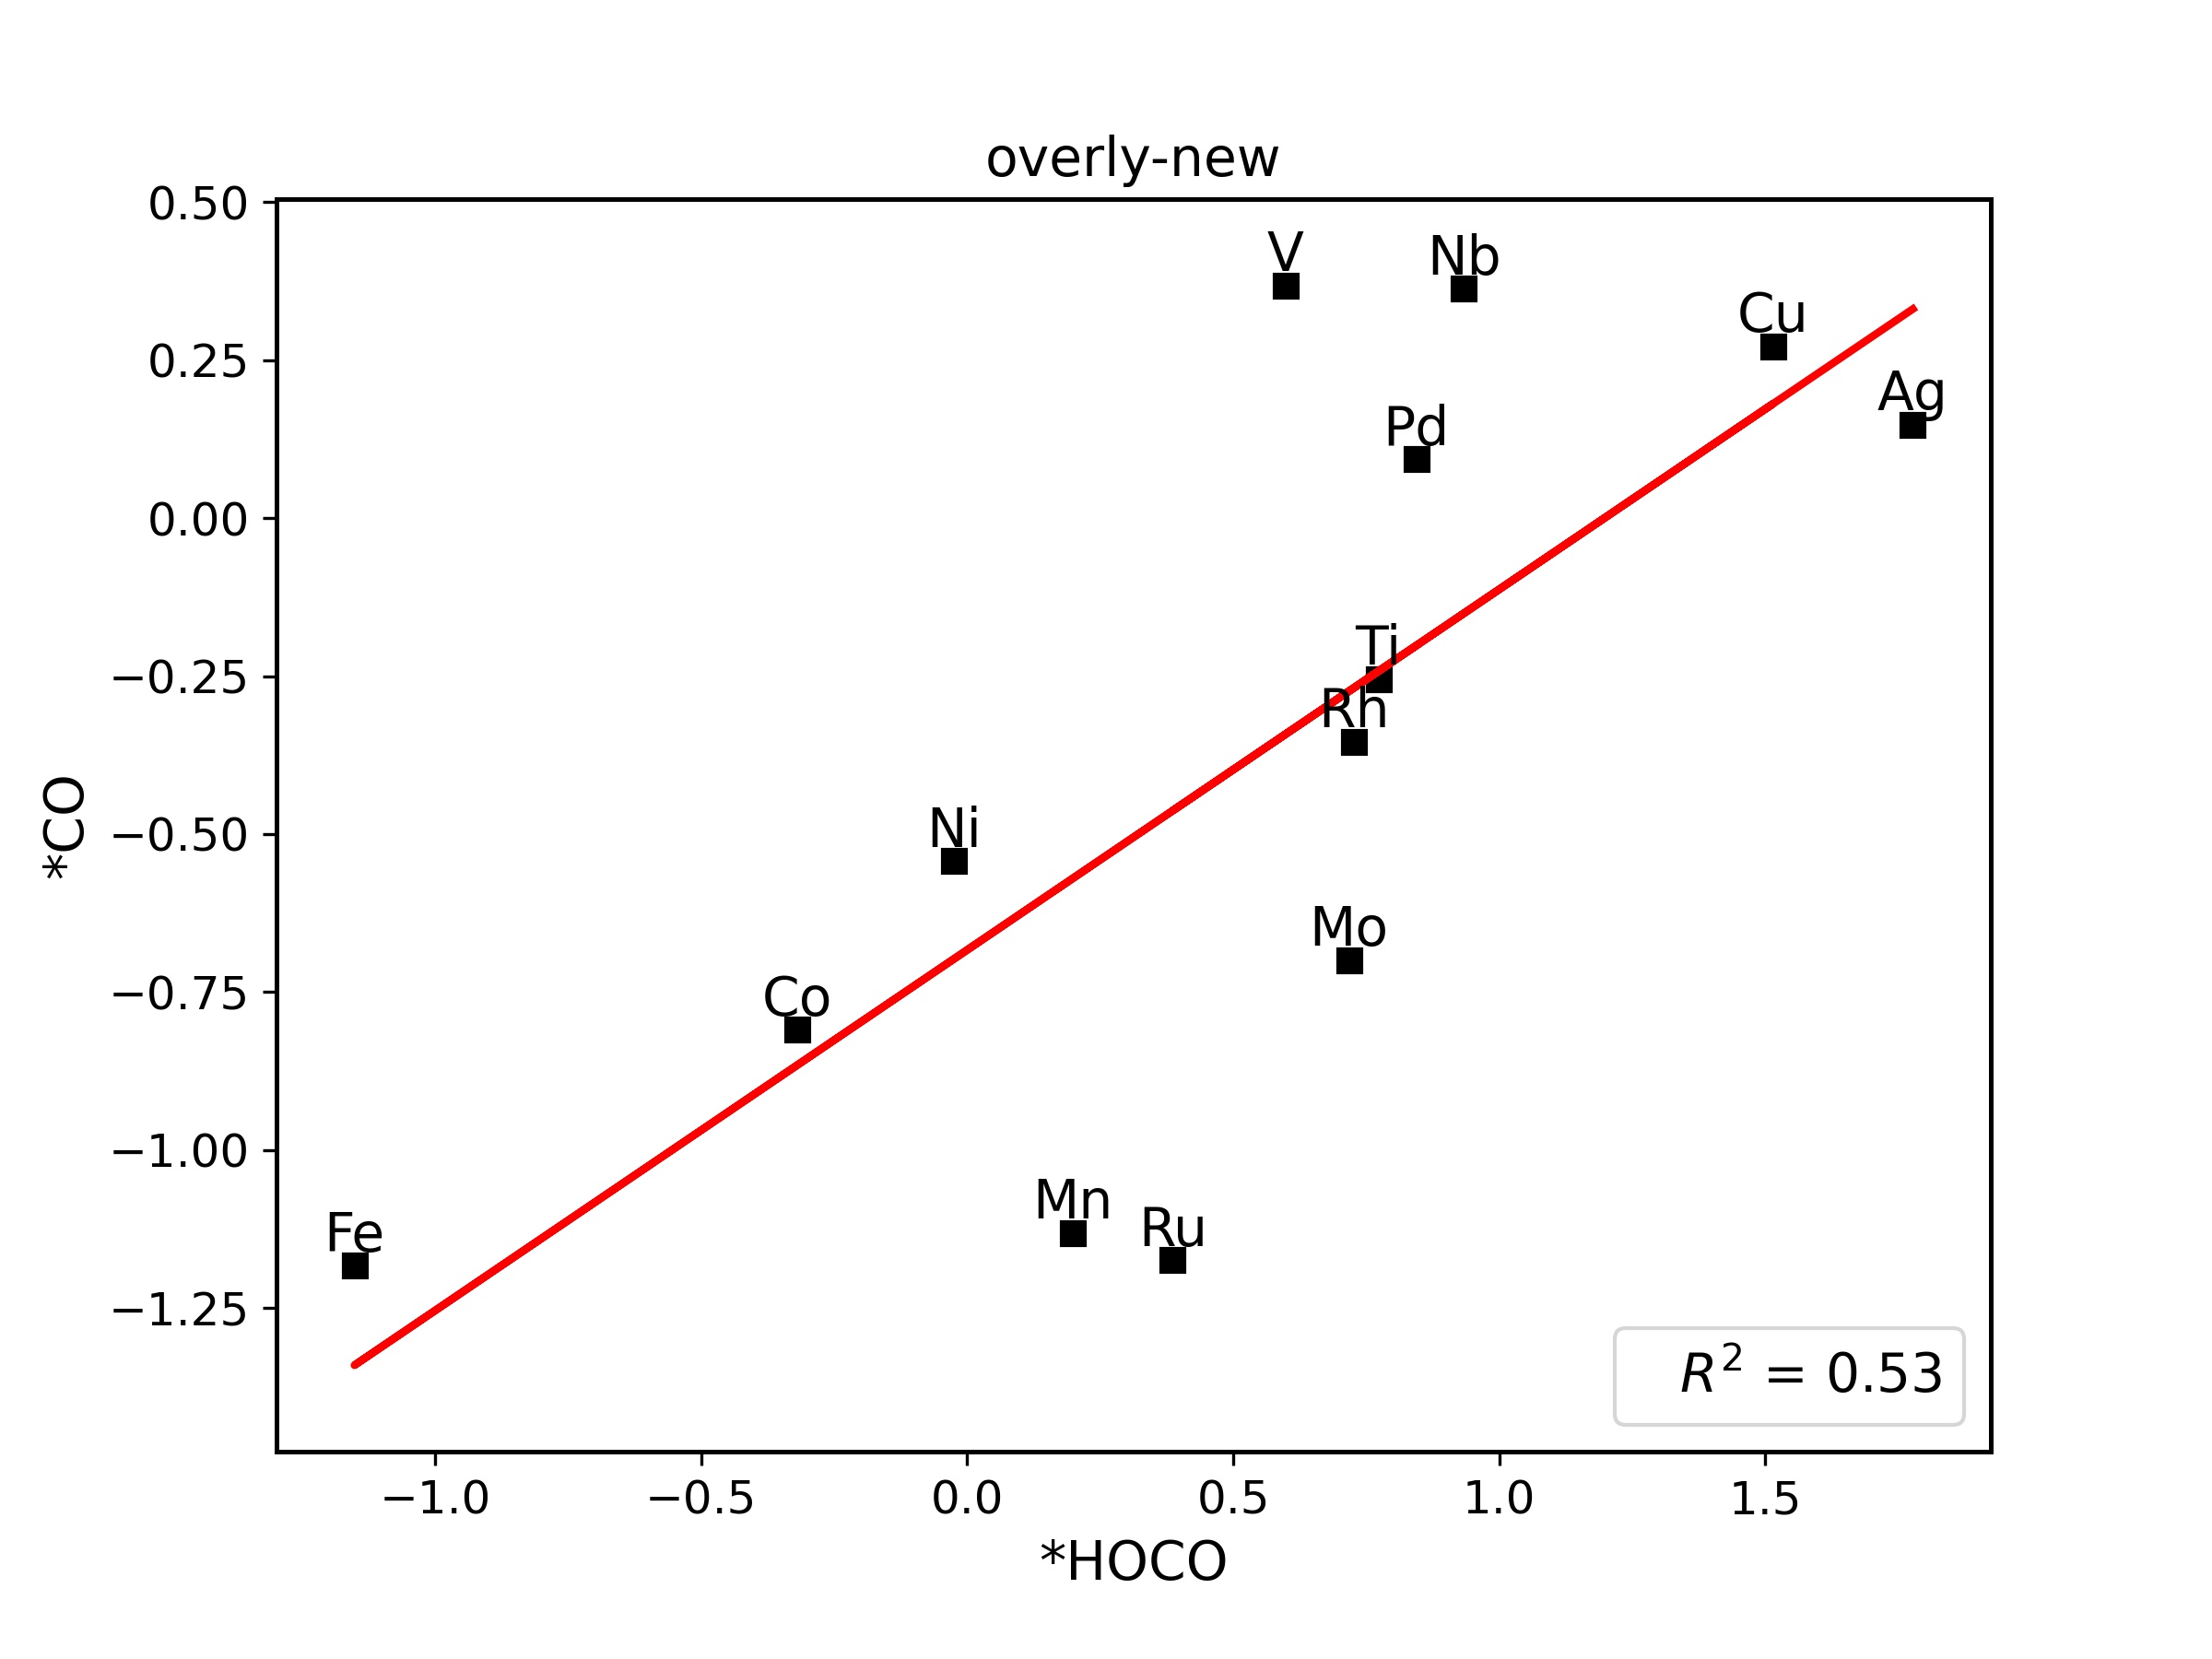 overly-new
0.50
0.25
0.00
−0.25
−0.50
−0.75
−1.00
−1.25
*CO
V
Nb
Cu
Ag
Pd
Ti
Rh
Ni
Mo
Co
Mn
Ru
Fe
R² = 0.53
−1.0 −0.5 0.0 0.5 1.0 1.5
*HOCO